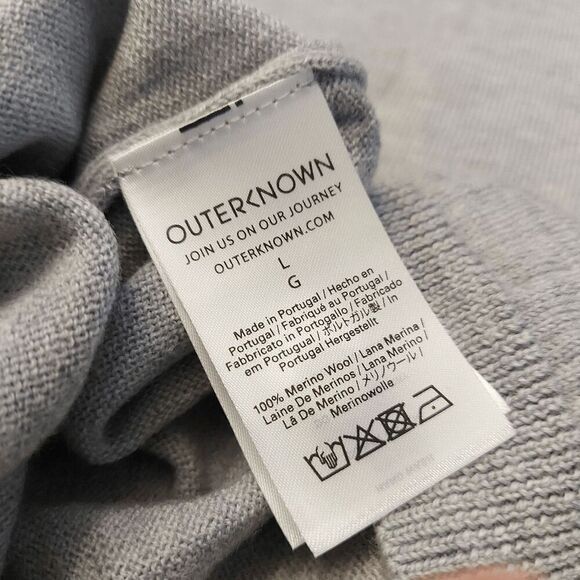 OUTERKNOWN
JOIN US ON OUR JOURNEY
OUTERKNOWN.COM
L
G
Made in Portugal / Hecho en
Portugal / Fabriqué au Portugal /
Fabbricato in Portogallo / Fabricado
em Portugual / ポルトガル製 / In
Portugal Hergestellt
100% Merino Wool / Lana Merina /
Laine De Merinos / Lana Merino /
Lã De Merino / メリノウール /
Merinowolle